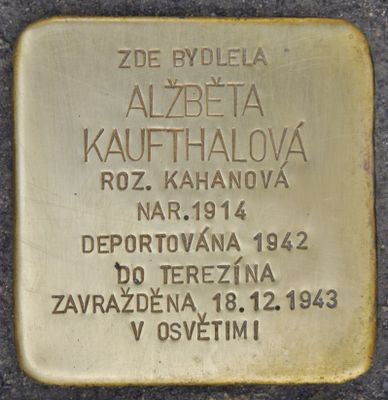 ZDE BYDLELA
ALŽBĚTA
KAUFTHALOVÁ
ROZ. KAHANOVÁ
NAR.1914
DEPORTOVÁNA 1942
DO TEREZÍNA
ZAVRAŽDĚNA 18.12.1943
V OSVĚTIMI